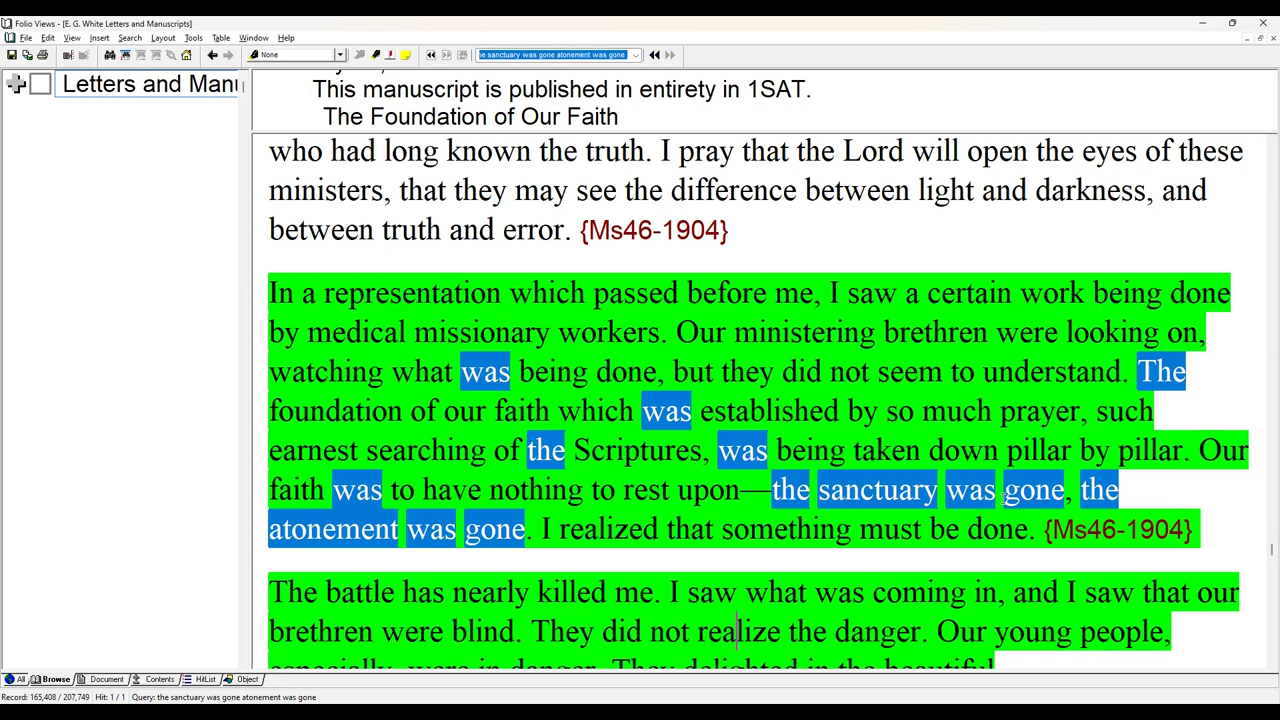 Folio Views - [E. G. White Letters and Manuscripts]
File Edit View Insert Search Layout Tools Table Window Help
None
the sanctuary was gone atonement was gone
Letters and Manu
This manuscript is published in entirety in 1SAT.
The Foundation of Our Faith
who had long known the truth. I pray that the Lord will open the eyes of these
ministers, that they may see the difference between light and darkness, and
between truth and error. {Ms46-1904}
In a representation which passed before me, I saw a certain work being done
by medical missionary workers. Our ministering brethren were looking on,
watching what was being done, but they did not seem to understand. The
foundation of our faith which was established by so much prayer, such
earnest searching of the Scriptures, was being taken down pillar by pillar. Our
faith was to have nothing to rest upon—the sanctuary was gone, the
atonement was gone. I realized that something must be done. {Ms46-1904}
The battle has nearly killed me. I saw what was coming in, and I saw that our
brethren were blind. They did not realize the danger. Our young people,
especially, were in danger. They delighted in the beautiful
All Browse Document Contents HitList Object
Record: 165,408 / 207,749 Hit: 1 / 1 Query: the sanctuary was gone atonement was gone